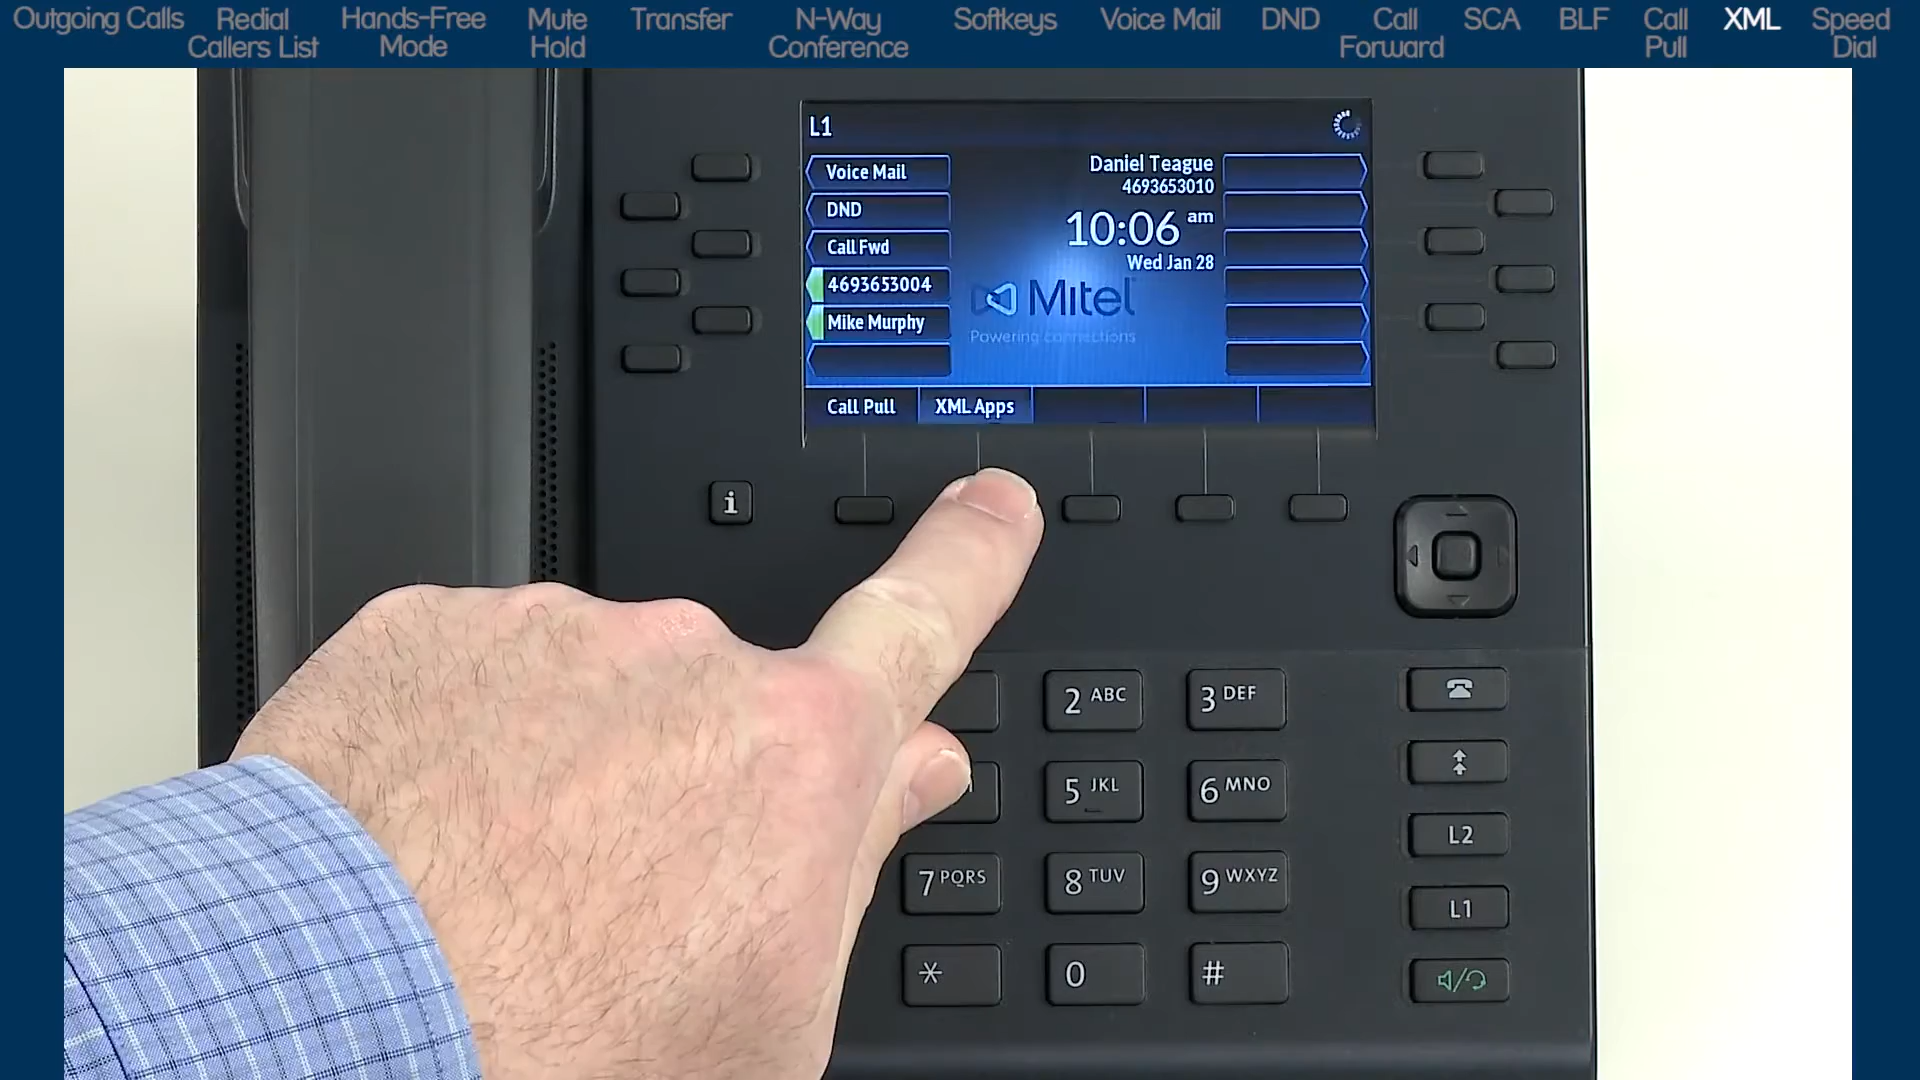 Outgoing Calls
Redial
Callers List
Hands-Free
Mode
Mute
Hold
Transfer
N-Way
Conference
Softkeys
Voice Mail
DND
Call
Forward
SCA
BLF
Call
Pull
XML
Speed
Dial
L1
Voice Mail
DND
Call Fwd
4693653004
Mike Murphy
Daniel Teague
4693653010
10:06 am
Wed Jan 28
Mitel
Powering connections
Call Pull
XML Apps
i
2 ABC
3 DEF
5 JKL
6 MNO
L2
7 PQRS
8 TUV
9 WXYZ
L1
*
0
#